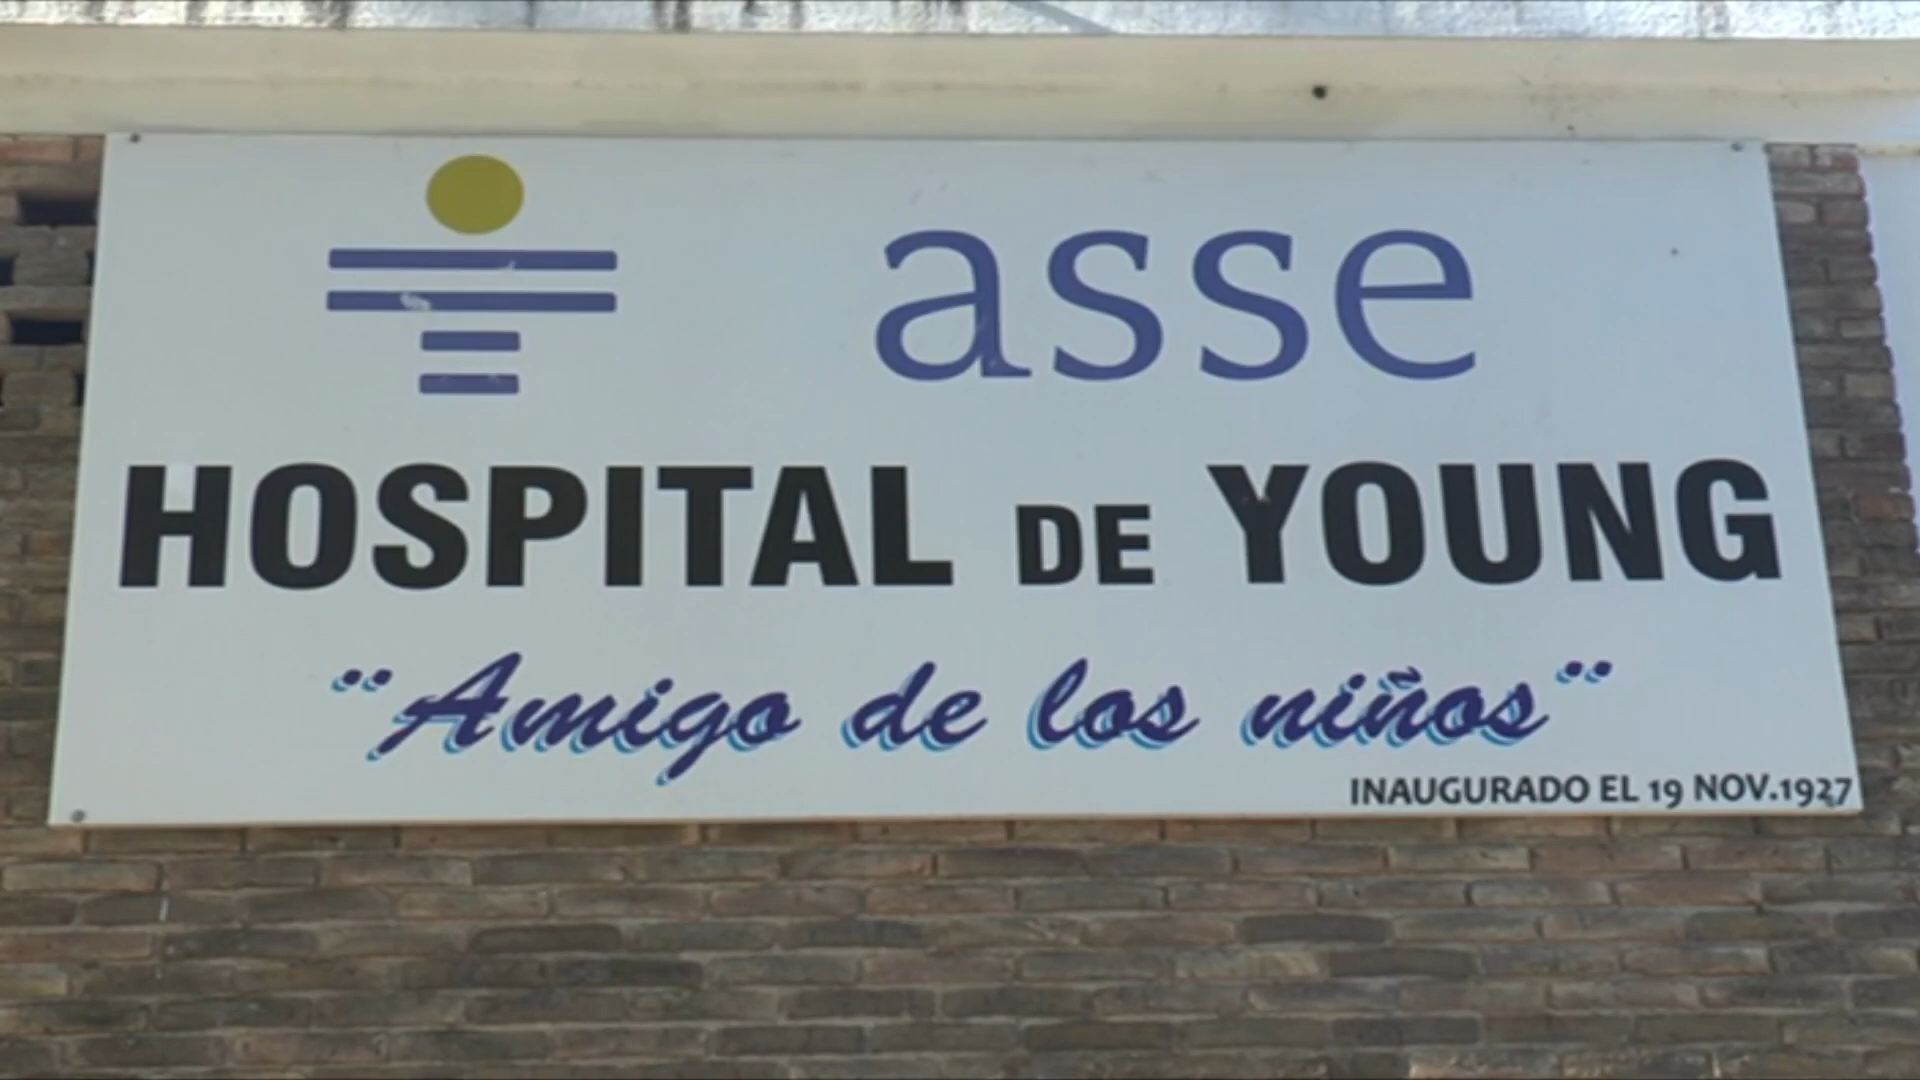 asse
HOSPITAL DE YOUNG
¨Amigo de los niños¨
INAUGURADO EL 19 NOV.1927